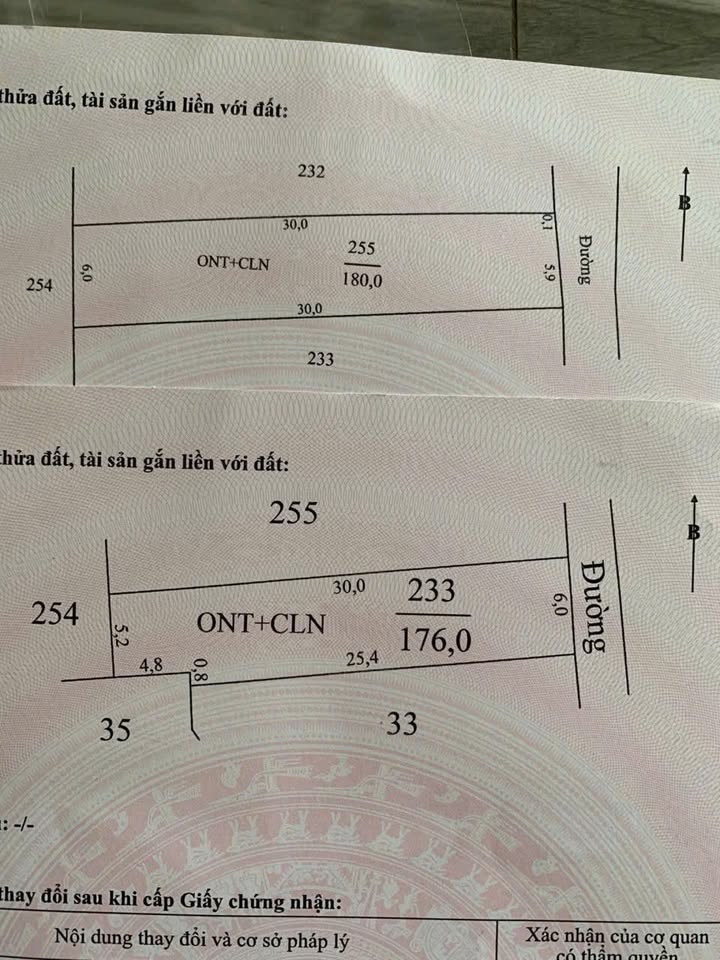 thửa đất, tài sản gắn liền với đất:
232
30,0
0,1
B
ONT+CLN
255
180,0
6,0
5,9
Đường
254
30,0
233
thửa đất, tài sản gắn liền với đất:
255
B
30,0
233
176,0
6,0
Đường
254
5,2
ONT+CLN
4,8
0,8
25,4
35
33
: -/-
thay đổi sau khi cấp Giấy chứng nhận:
Nội dung thay đổi và cơ sở pháp lý
Xác nhận của cơ quan
có thẩm quyền